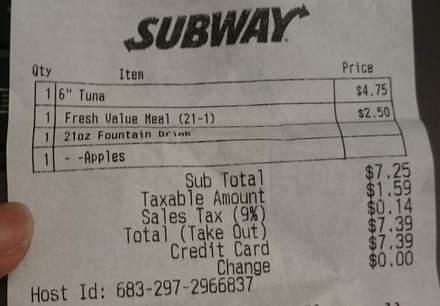 SUBWAY
Qty Item Price
1 6" Tuna $4.75
1 Fresh Value Meal (21-1) $2.50
1 21oz Fountain Drink
1 - -Apples
Sub Total $7.25
Taxable Amount $1.59
Sales Tax (9%) $0.14
Total (Take Out) $7.39
Credit Card $7.39
Change $0.00
Host Id: 683-297-2966837